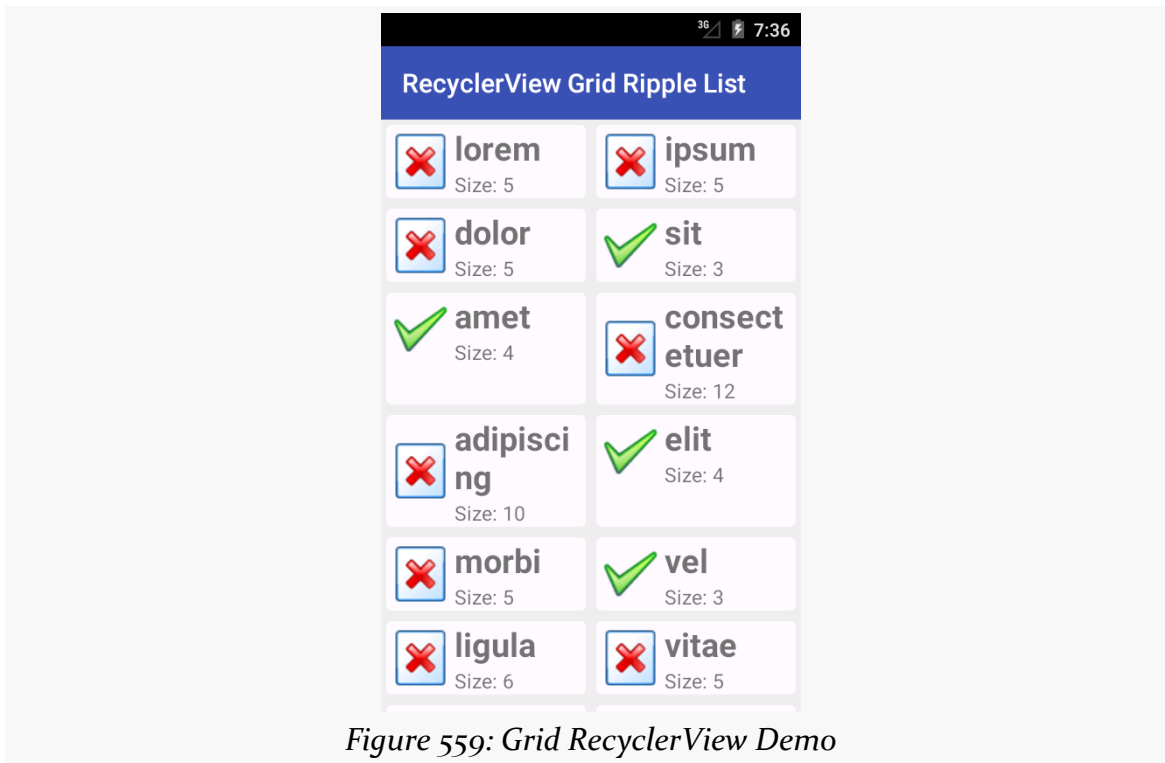 3G 7:36
RecyclerView Grid Ripple List
lorem
Size: 5
ipsum
Size: 5
dolor
Size: 5
sit
Size: 3
amet
Size: 4
consect
etuer
Size: 12
adipisci
ng
Size: 10
elit
Size: 4
morbi
Size: 5
vel
Size: 3
ligula
Size: 6
vitae
Size: 5
Figure 559: Grid RecyclerView Demo